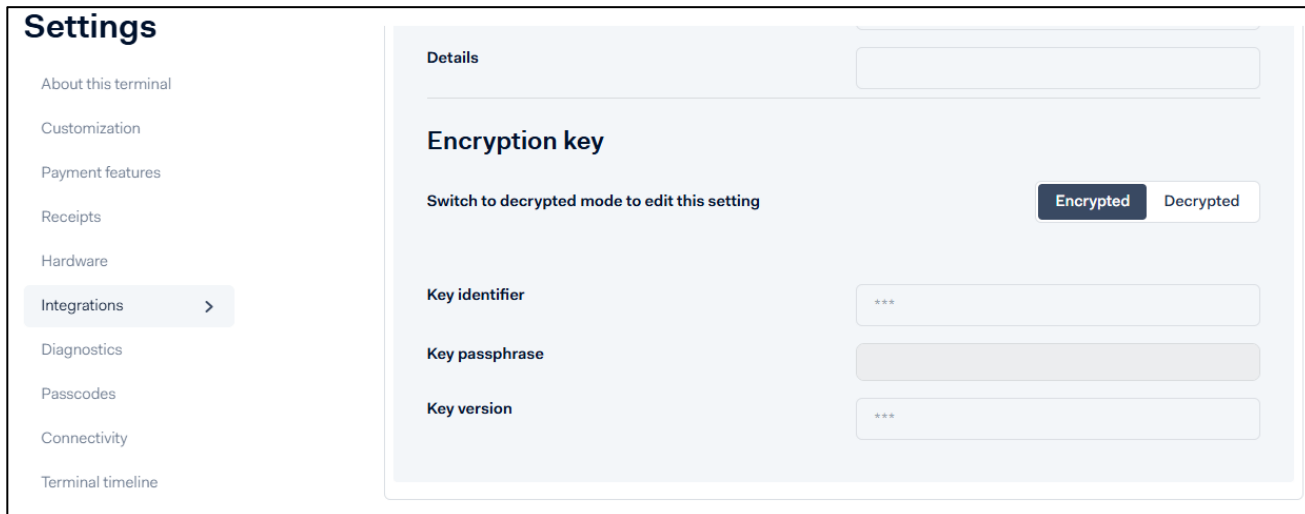 Settings
About this terminal
Customization
Payment features
Receipts
Hardware
Integrations
Diagnostics
Passcodes
Connectivity
Terminal timeline
Details
Encryption key
Switch to decrypted mode to edit this setting
Encrypted Decrypted
Key identifier
***
Key passphrase
Key version
***